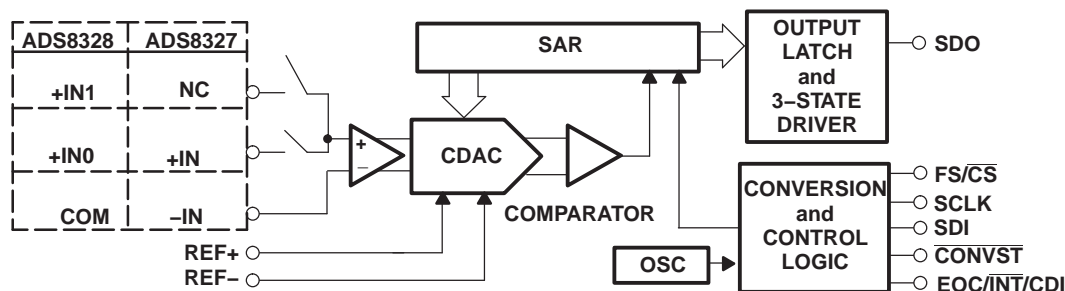 ADS8328 ADS8327
+IN1 NC
+IN0 +IN
COM –IN
REF+
REF–
+
–
SAR
CDAC
COMPARATOR
OUTPUT
LATCH
and
3–STATE
DRIVER
SDO
OSC
CONVERSION
and
CONTROL
LOGIC
FS/CS
SCLK
SDI
CONVST
EOC/INT/CDI